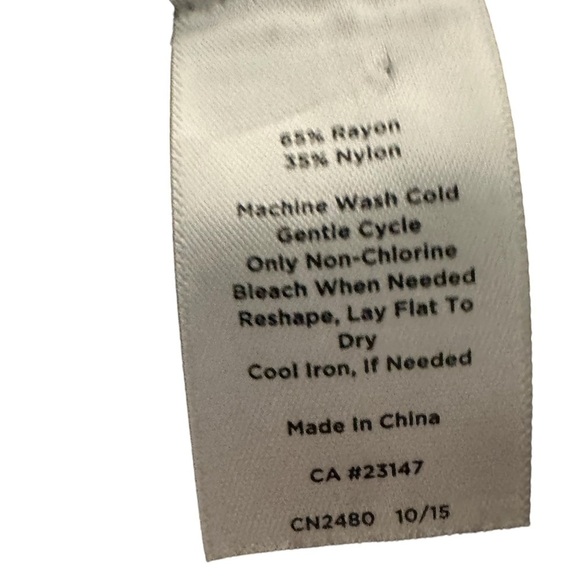 65% Rayon
35% Nylon
Machine Wash Cold
Gentle Cycle
Only Non-Chlorine
Bleach When Needed
Reshape, Lay Flat To
Dry
Cool Iron, If Needed
Made In China
CA #23147
CN2480 10/15